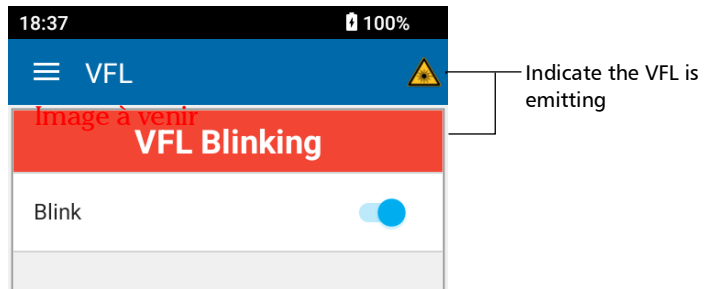 18:37 100%
VFL
Indicate the VFL is
emitting
Image à venir
VFL Blinking
Blink